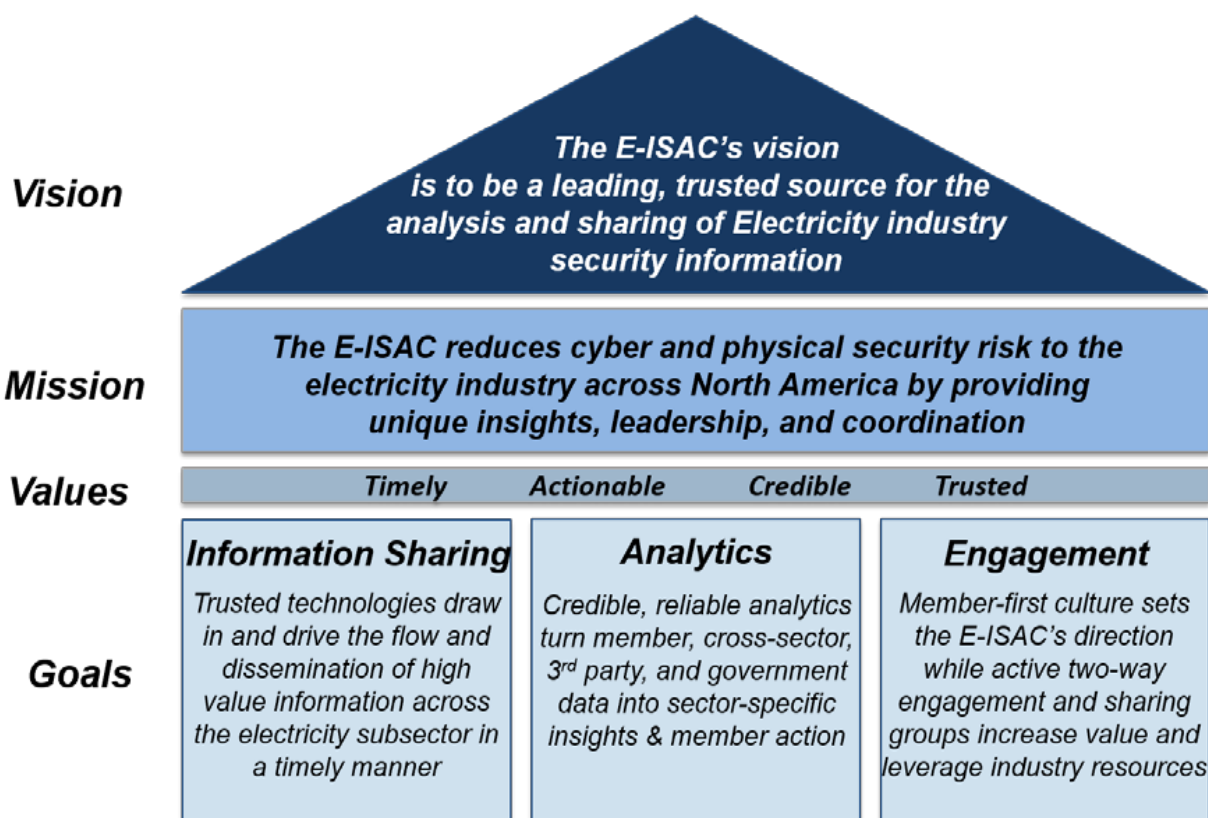 Vision
The E-ISAC’s vision
is to be a leading, trusted source for the
analysis and sharing of Electricity industry
security information
Mission
The E-ISAC reduces cyber and physical security risk to the
electricity industry across North America by providing
unique insights, leadership, and coordination
Values
Timely Actionable Credible Trusted
Goals
Information Sharing
Trusted technologies draw
in and drive the flow and
dissemination of high
value information across
the electricity subsector in
a timely manner
Analytics
Credible, reliable analytics
turn member, cross-sector,
3rd party, and government
data into sector-specific
insights & member action
Engagement
Member-first culture sets
the E-ISAC’s direction
while active two-way
engagement and sharing
groups increase value and
leverage industry resources